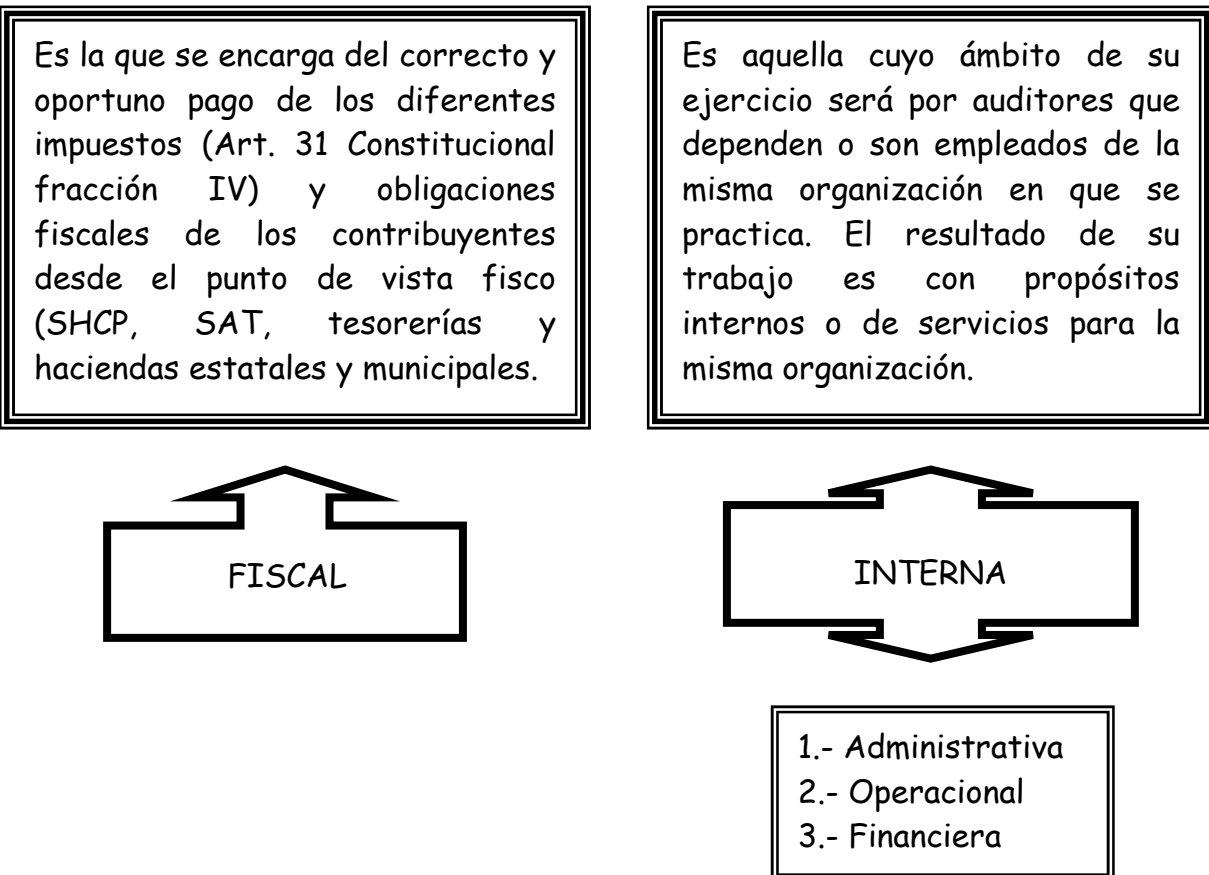 Es la que se encarga del correcto y
oportuno pago de los diferentes
impuestos (Art. 31 Constitucional
fracción IV) y obligaciones
fiscales de los contribuyentes
desde el punto de vista fisco
(SHCP, SAT, tesorerías y
haciendas estatales y municipales.
FISCAL
Es aquella cuyo ámbito de su
ejercicio será por auditores que
dependen o son empleados de la
misma organización en que se
practica. El resultado de su
trabajo es con propósitos
internos o de servicios para la
misma organización.
INTERNA
1.- Administrativa
2.- Operacional
3.- Financiera